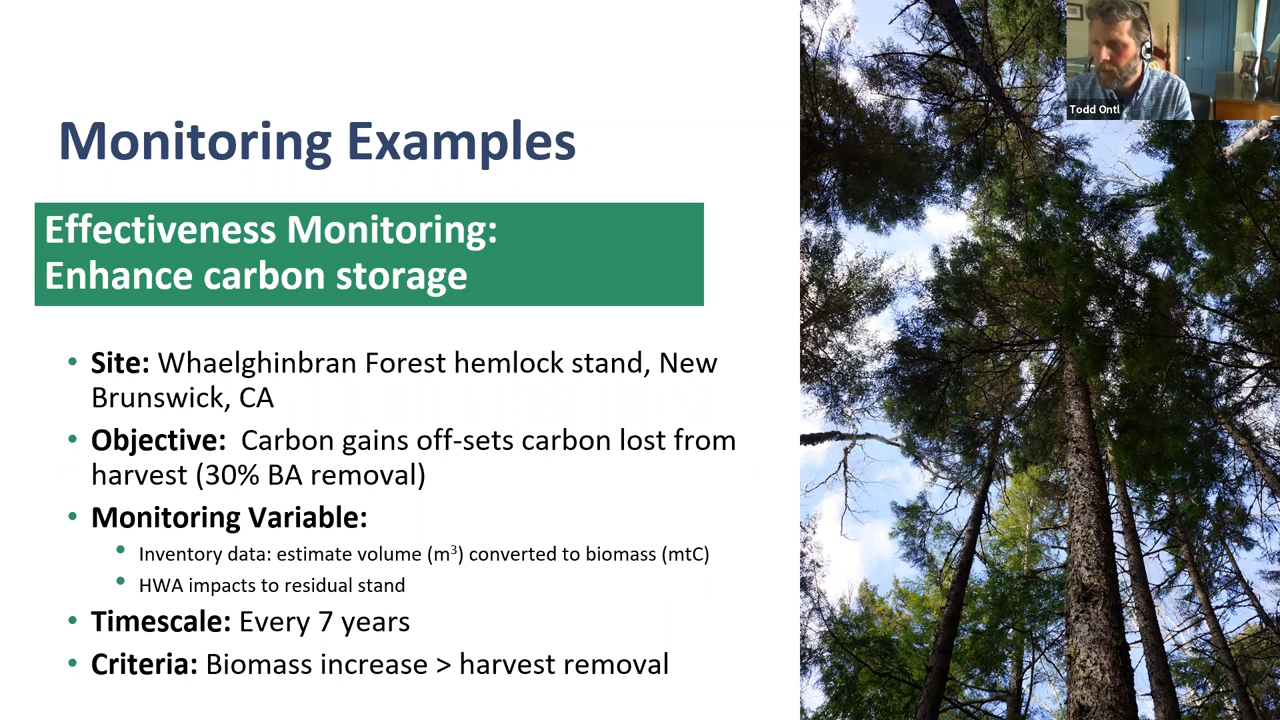 Todd Ontl
Monitoring Examples
Effectiveness Monitoring:
Enhance carbon storage
• Site: Whaelghinbran Forest hemlock stand, New
Brunswick, CA
• Objective:  Carbon gains off-sets carbon lost from
harvest (30% BA removal)
• Monitoring Variable:
• Inventory data: estimate volume (m³) converted to biomass (mtC)
• HWA impacts to residual stand
• Timescale: Every 7 years
• Criteria: Biomass increase > harvest removal